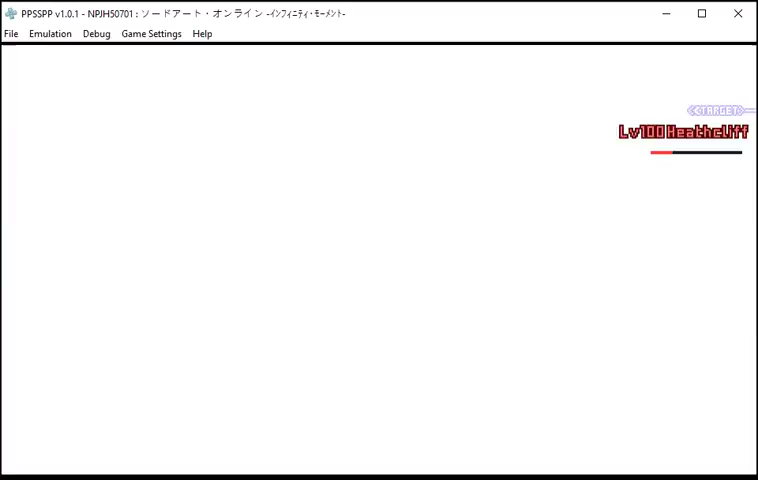 PPSSPP v1.0.1 - NPJH50701 : ソードアート・オンライン -ｲﾝﾌｨﾆﾃｨ･ﾓｰﾒﾝﾄ-
File Emulation Debug Game Settings Help
<<TARGET>>
Lv100 Heathcliff